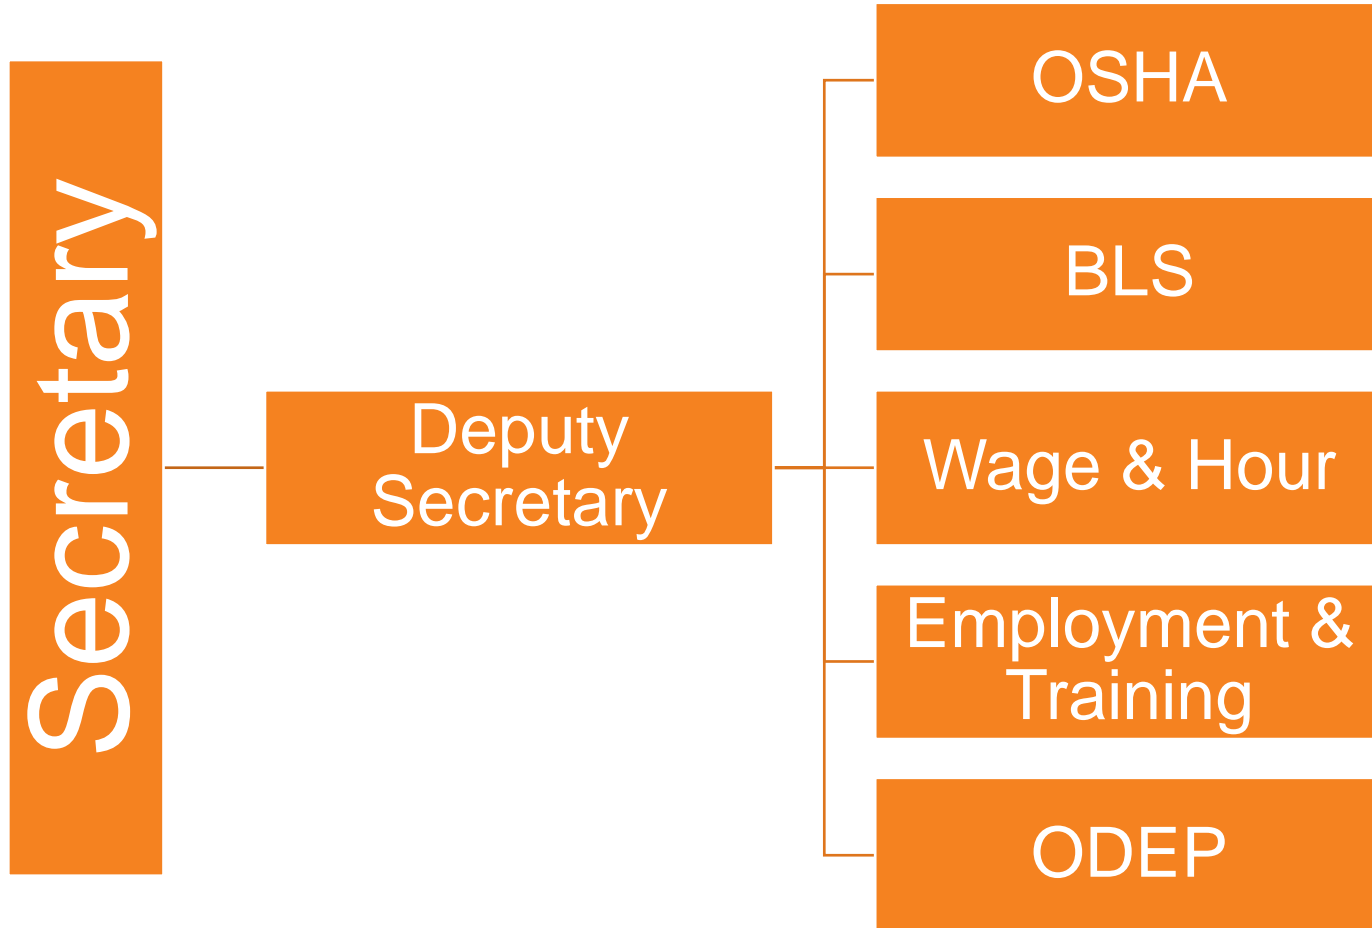 Secretary
Deputy
Secretary
OSHA
BLS
Wage & Hour
Employment &
Training
ODEP